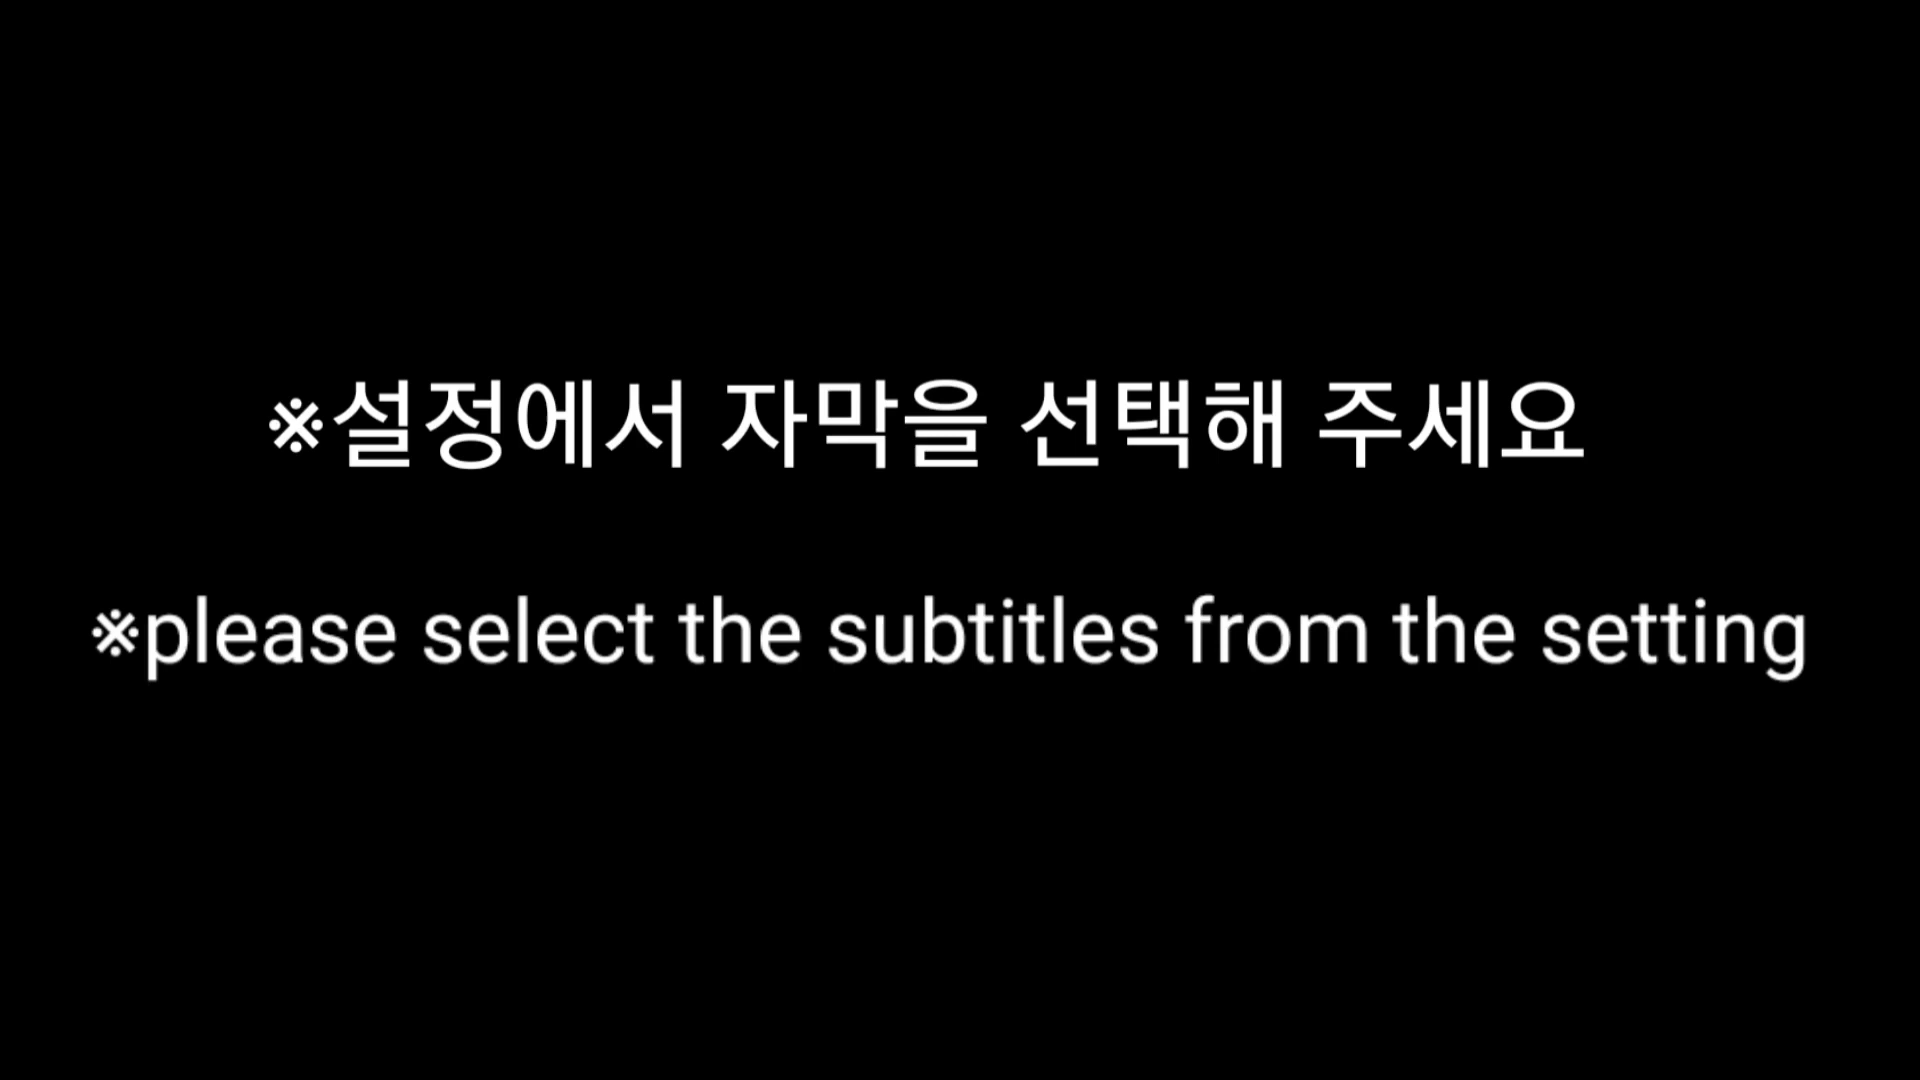 ※설정에서 자막을 선택해 주세요
※please select the subtitles from the setting